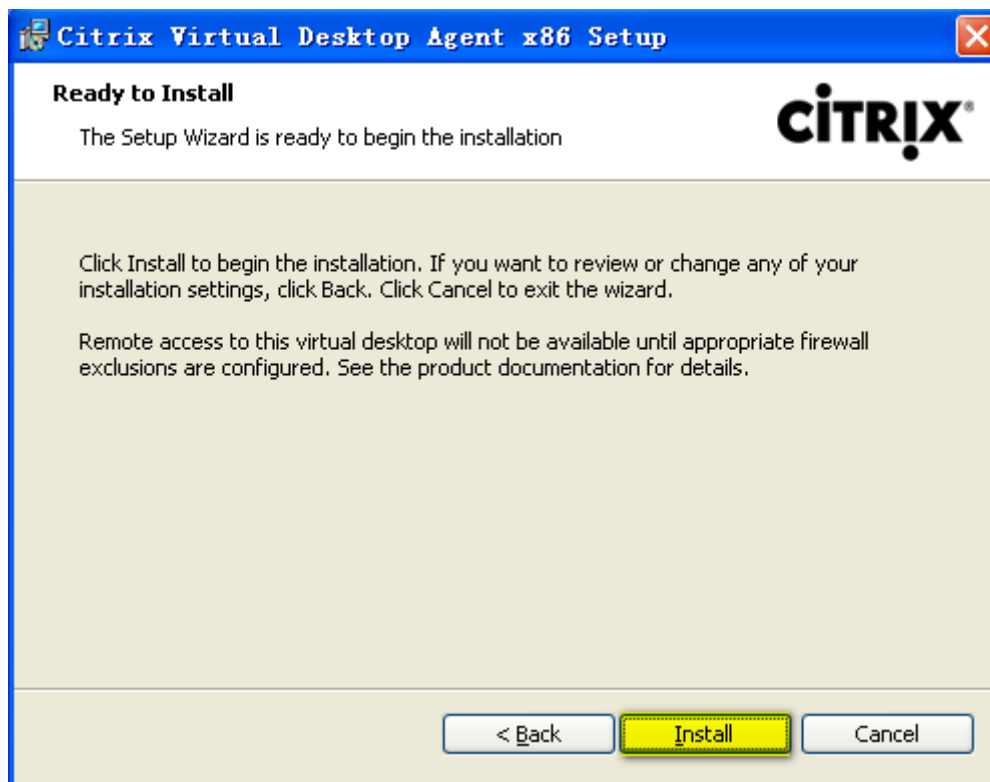 Citrix Virtual Desktop Agent x86 Setup
Ready to Install
The Setup Wizard is ready to begin the installation
CİTRỊX®
Click Install to begin the installation. If you want to review or change any of your
installation settings, click Back. Click Cancel to exit the wizard.
Remote access to this virtual desktop will not be available until appropriate firewall
exclusions are configured. See the product documentation for details.
< Back
Install
Cancel